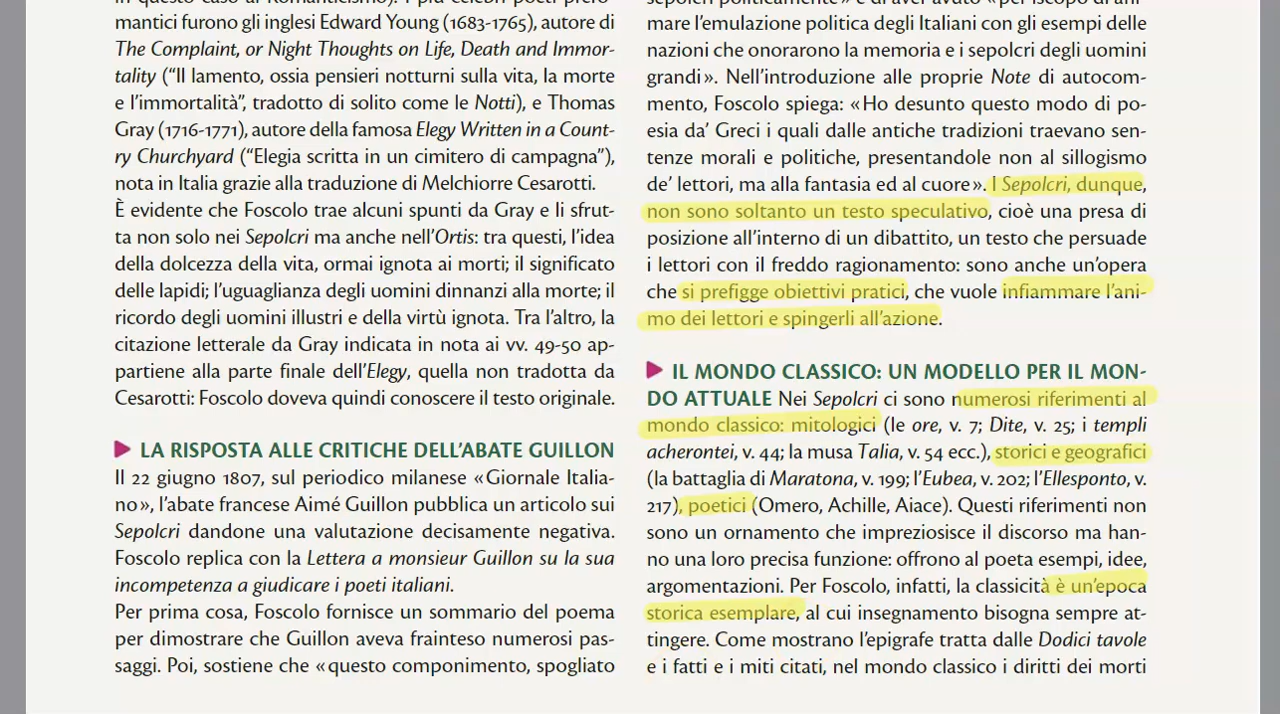 in questo caso al Romanticismo). I più celebri poeti prero-
mantici furono gli inglesi Edward Young (1683-1765), autore di
The Complaint, or Night Thoughts on Life, Death and Immor-
tality (“Il lamento, ossia pensieri notturni sulla vita, la morte
e l’immortalità”, tradotto di solito come le Notti), e Thomas
Gray (1716-1771), autore della famosa Elegy Written in a Count-
ry Churchyard (“Elegia scritta in un cimitero di campagna”),
nota in Italia grazie alla traduzione di Melchiorre Cesarotti.
È evidente che Foscolo trae alcuni spunti da Gray e li sfrut-
ta non solo nei Sepolcri ma anche nell’Ortis: tra questi, l’idea
della dolcezza della vita, ormai ignota ai morti; il significato
delle lapidi; l’uguaglianza degli uomini dinnanzi alla morte; il
ricordo degli uomini illustri e della virtù ignota. Tra l’altro, la
citazione letterale da Gray indicata in nota ai vv. 49-50 ap-
partiene alla parte finale dell’Elegy, quella non tradotta da
Cesarotti: Foscolo doveva quindi conoscere il testo originale.
LA RISPOSTA ALLE CRITICHE DELL’ABATE GUILLON
Il 22 giugno 1807, sul periodico milanese «Giornale Italia-
no», l’abate francese Aimé Guillon pubblica un articolo sui
Sepolcri dandone una valutazione decisamente negativa.
Foscolo replica con la Lettera a monsieur Guillon su la sua
incompetenza a giudicare i poeti italiani.
Per prima cosa, Foscolo fornisce un sommario del poema
per dimostrare che Guillon aveva frainteso numerosi pas-
saggi. Poi, sostiene che «questo componimento, spogliato
sepolcri politicamente» e di aver avuto «per iscopo di ani-
mare l’emulazione politica degli Italiani con gli esempi delle
nazioni che onorarono la memoria e i sepolcri degli uomini
grandi». Nell’introduzione alle proprie Note di autocom-
mento, Foscolo spiega: «Ho desunto questo modo di po-
esia da’ Greci i quali dalle antiche tradizioni traevano sen-
tenze morali e politiche, presentandole non al sillogismo
de’ lettori, ma alla fantasia ed al cuore». I Sepolcri, dunque,
non sono soltanto un testo speculativo, cioè una presa di
posizione all’interno di un dibattito, un testo che persuade
i lettori con il freddo ragionamento: sono anche un’opera
che si prefigge obiettivi pratici, che vuole infiammare l’ani-
mo dei lettori e spingerli all’azione.
IL MONDO CLASSICO: UN MODELLO PER IL MON-
DO ATTUALE Nei Sepolcri ci sono numerosi riferimenti al
mondo classico: mitologici (le ore, v. 7; Dite, v. 25; i templi
acherontei, v. 44; la musa Talia, v. 54 ecc.), storici e geografici
(la battaglia di Maratona, v. 199; l’Eubea, v. 202; l’Ellesponto, v.
217), poetici (Omero, Achille, Aiace). Questi riferimenti non
sono un ornamento che impreziosisce il discorso ma han-
no una loro precisa funzione: offrono al poeta esempi, idee,
argomentazioni. Per Foscolo, infatti, la classicità è un’epoca
storica esemplare, al cui insegnamento bisogna sempre at-
tingere. Come mostrano l’epigrafe tratta dalle Dodici tavole
e i fatti e i miti citati, nel mondo classico i diritti dei morti